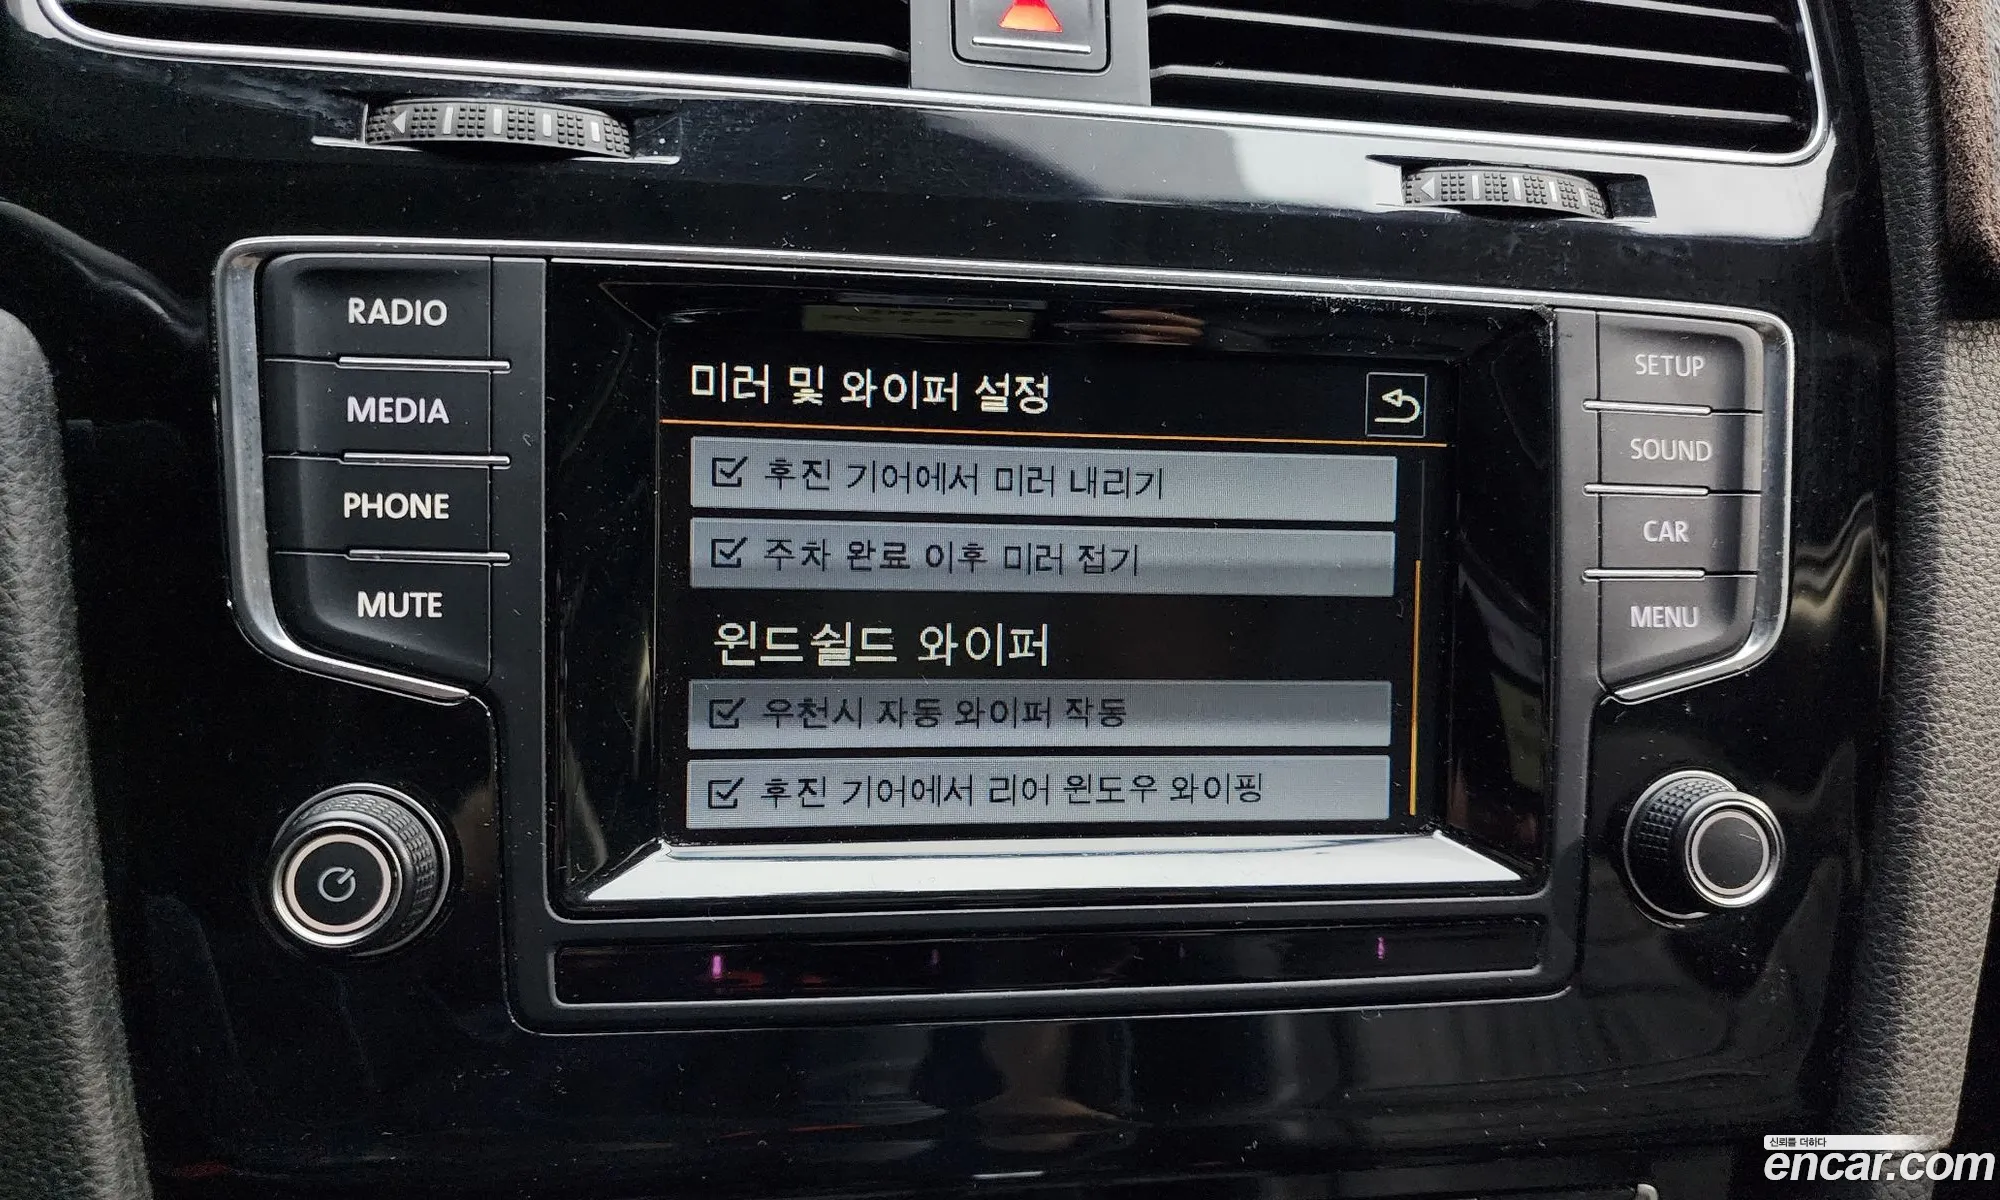 RADIO
MEDIA
PHONE
MUTE
미러 및 와이퍼 설정
후진 기어에서 미러 내리기
주차 완료 이후 미러 접기
윈드쉴드 와이퍼
우천시 자동 와이퍼 작동
후진 기어에서 리어 윈도우 와이핑
SETUP
SOUND
CAR
MENU
신뢰를 더하다
encar.com